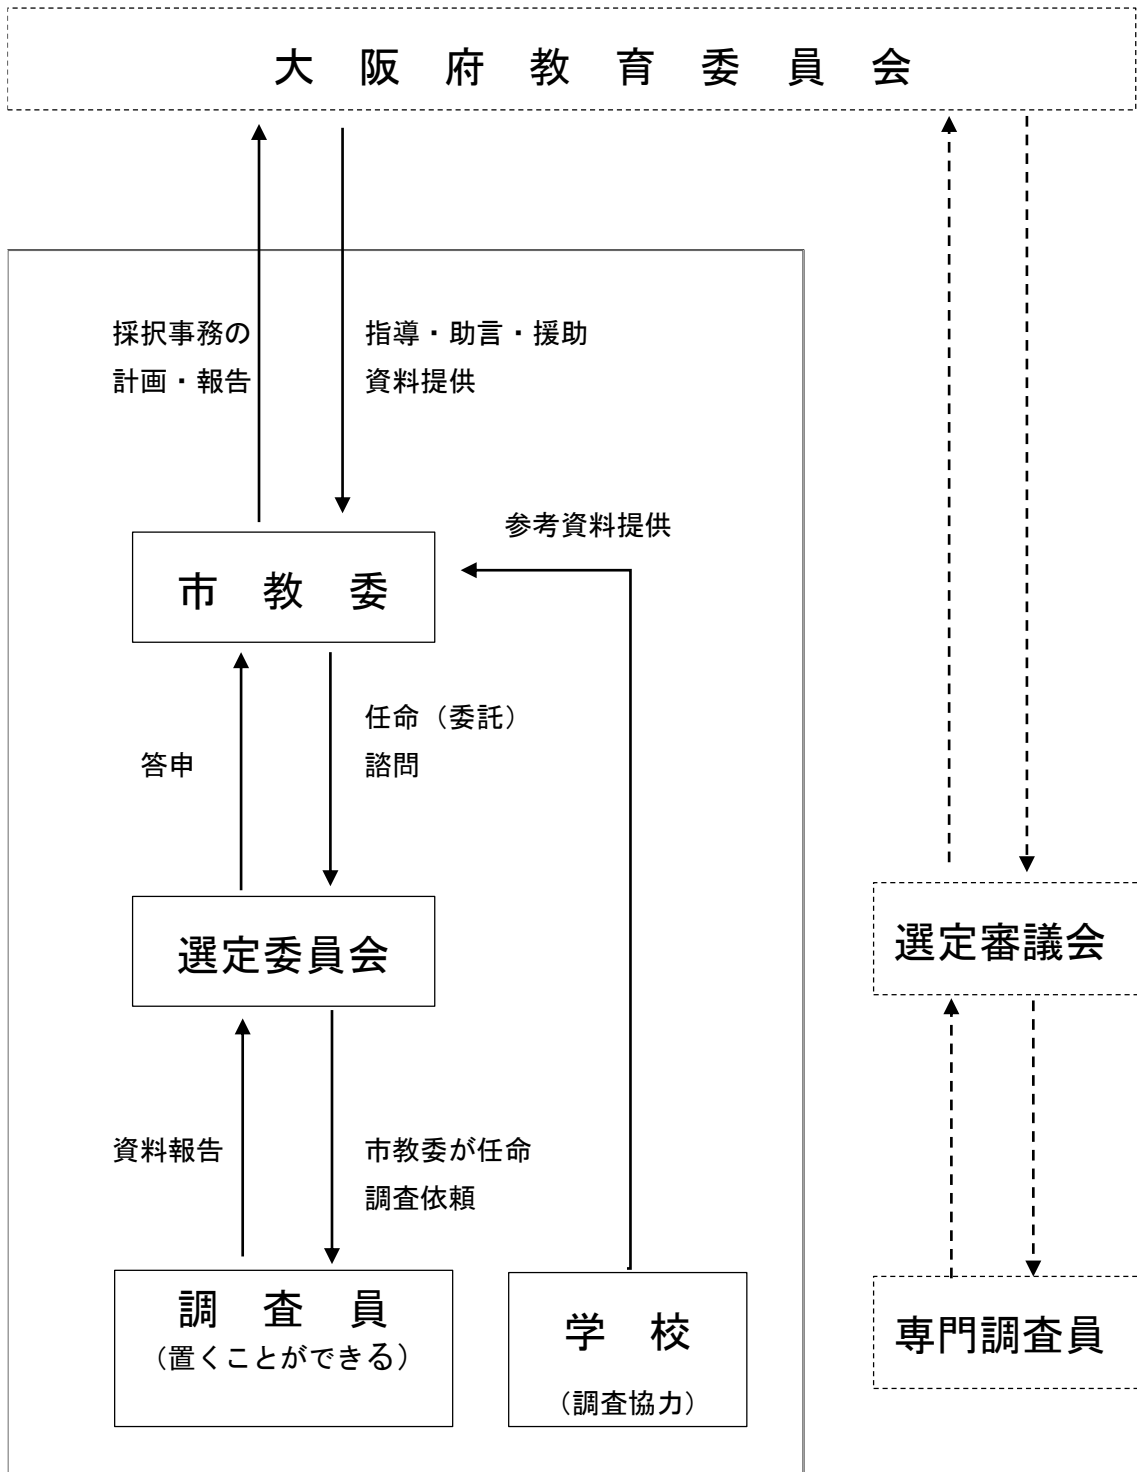 大阪府教育委員会
採択事務の
計画・報告
指導・助言・援助
資料提供
参考資料提供
市教委
答申
任命（委託）
諮問
選定委員会
選定審議会
資料報告
市教委が任命
調査依頼
調査員
（置くことができる）
学校
（調査協力）
専門調査員